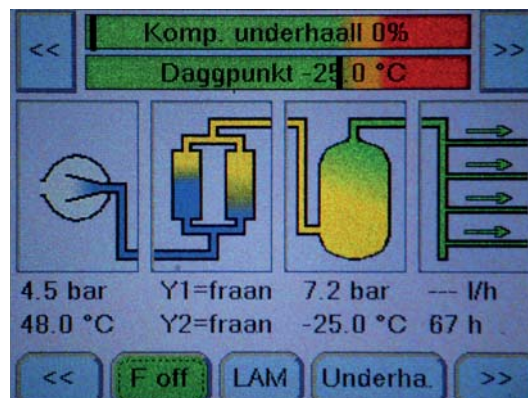 << Komp. underhaall 0% >>
Daggpunkt -25.0 °C
4.5 bar Y1=fraan 7.2 bar --- l/h
48.0 °C Y2=fraan -25.0 °C 67 h
<< F off LAM Underha. >>